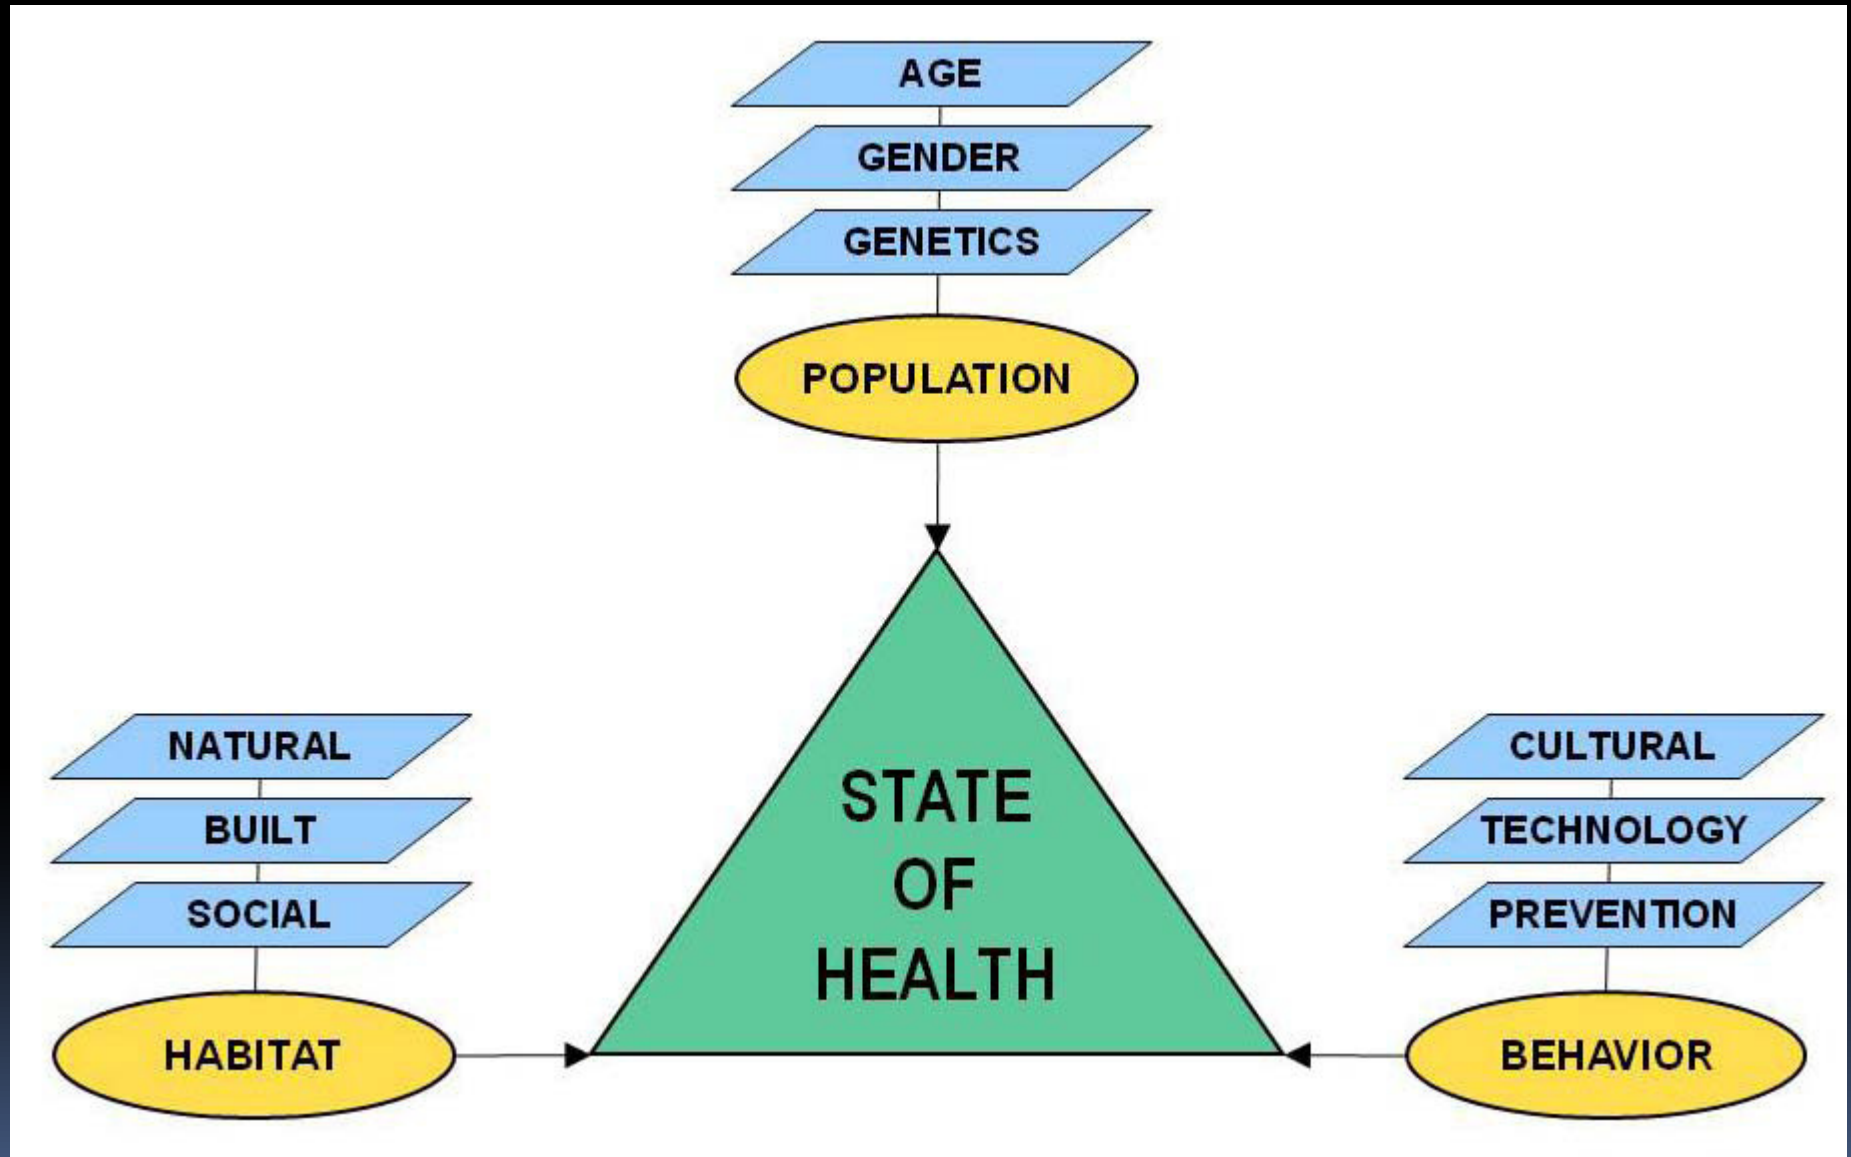 AGE
GENDER
GENETICS
POPULATION
NATURAL
BUILT
SOCIAL
HABITAT
STATE
OF
HEALTH
CULTURAL
TECHNOLOGY
PREVENTION
BEHAVIOR